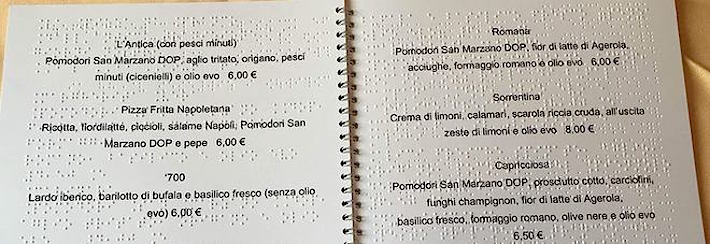 L'Antica (con pesci minuti)
Pomodori San Marzano DOP, aglio tritato, origano, pesci
minuti (cicenielli) e olio evo 6,00 €
Pizza Fritta Napoletana
Ricotta, fiordilatte, ciccioli, salame Napoli, Pomodori San
Marzano DOP e pepe 6,00 €
'700
Lardo iberico, barilotto di bufala e basilico fresco (senza olio
evo) 6,00 €
Romana
Pomodori San Marzano DOP, fior di latte di Agerola,
acciughe, formaggio romano e olio evo 6,00 €
Sorrentina
Crema di limoni, calamari, scarola riccia cruda, all'uscita
zeste di limoni e olio evo 8,00 €
Capricciosa
Pomodori San Marzano DOP, prosciutto cotto, carciofini,
funghi champignon, fior di latte di Agerola,
basilico fresco, formaggio romano, olive nere e olio evo
6,50 €